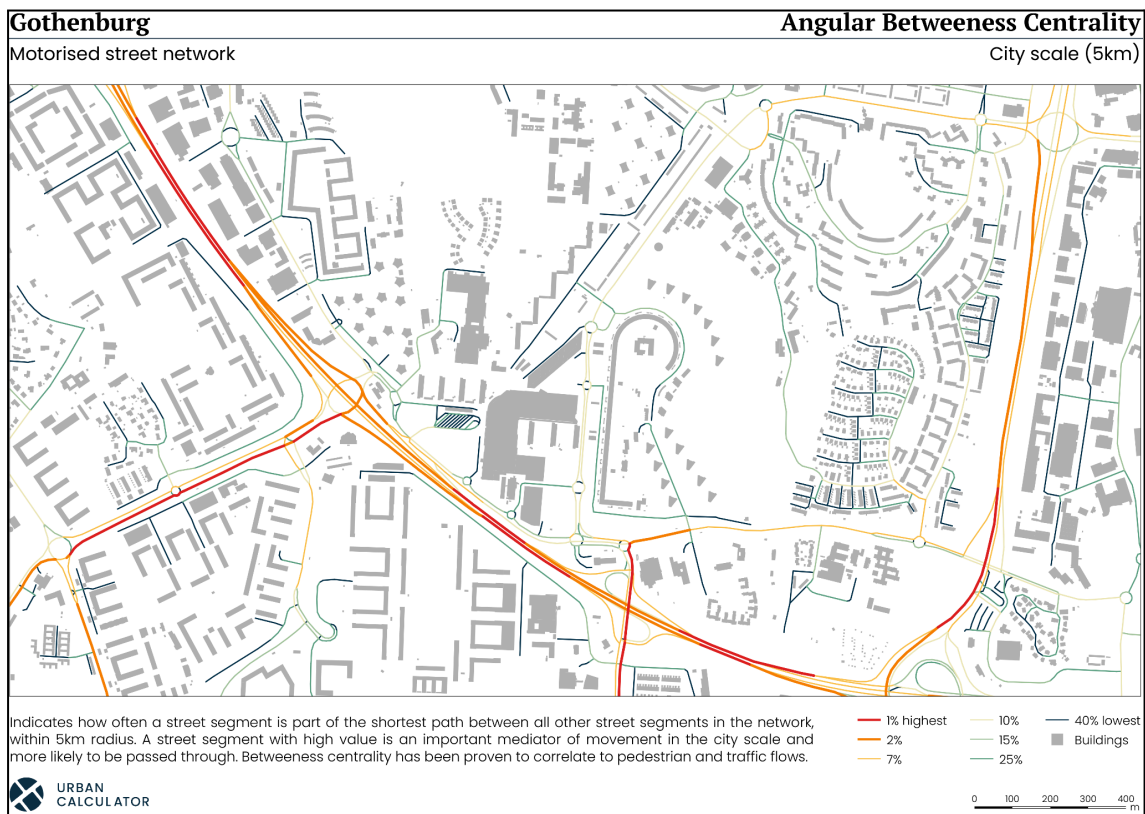 Gothenburg
Angular Betweeness Centrality
Motorised street network
City scale (5km)
Indicates how often a street segment is part of the shortest path between all other street segments in the network,
within 5km radius. A street segment with high value is an important mediator of movement in the city scale and
more likely to be passed through. Betweeness centrality has been proven to correlate to pedestrian and traffic flows.
1% highest
2%
7%
10%
15%
25%
40% lowest
Buildings
URBAN
CALCULATOR
0 100 200 300 400
m